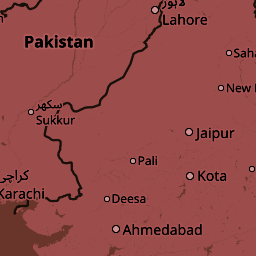 لاہور
Lahore
Pakistan
Saha
New D
سکھر
Sukkur
Jaipur
Pali
کراچی
Karachi
Kota
Deesa
Ahmedabad